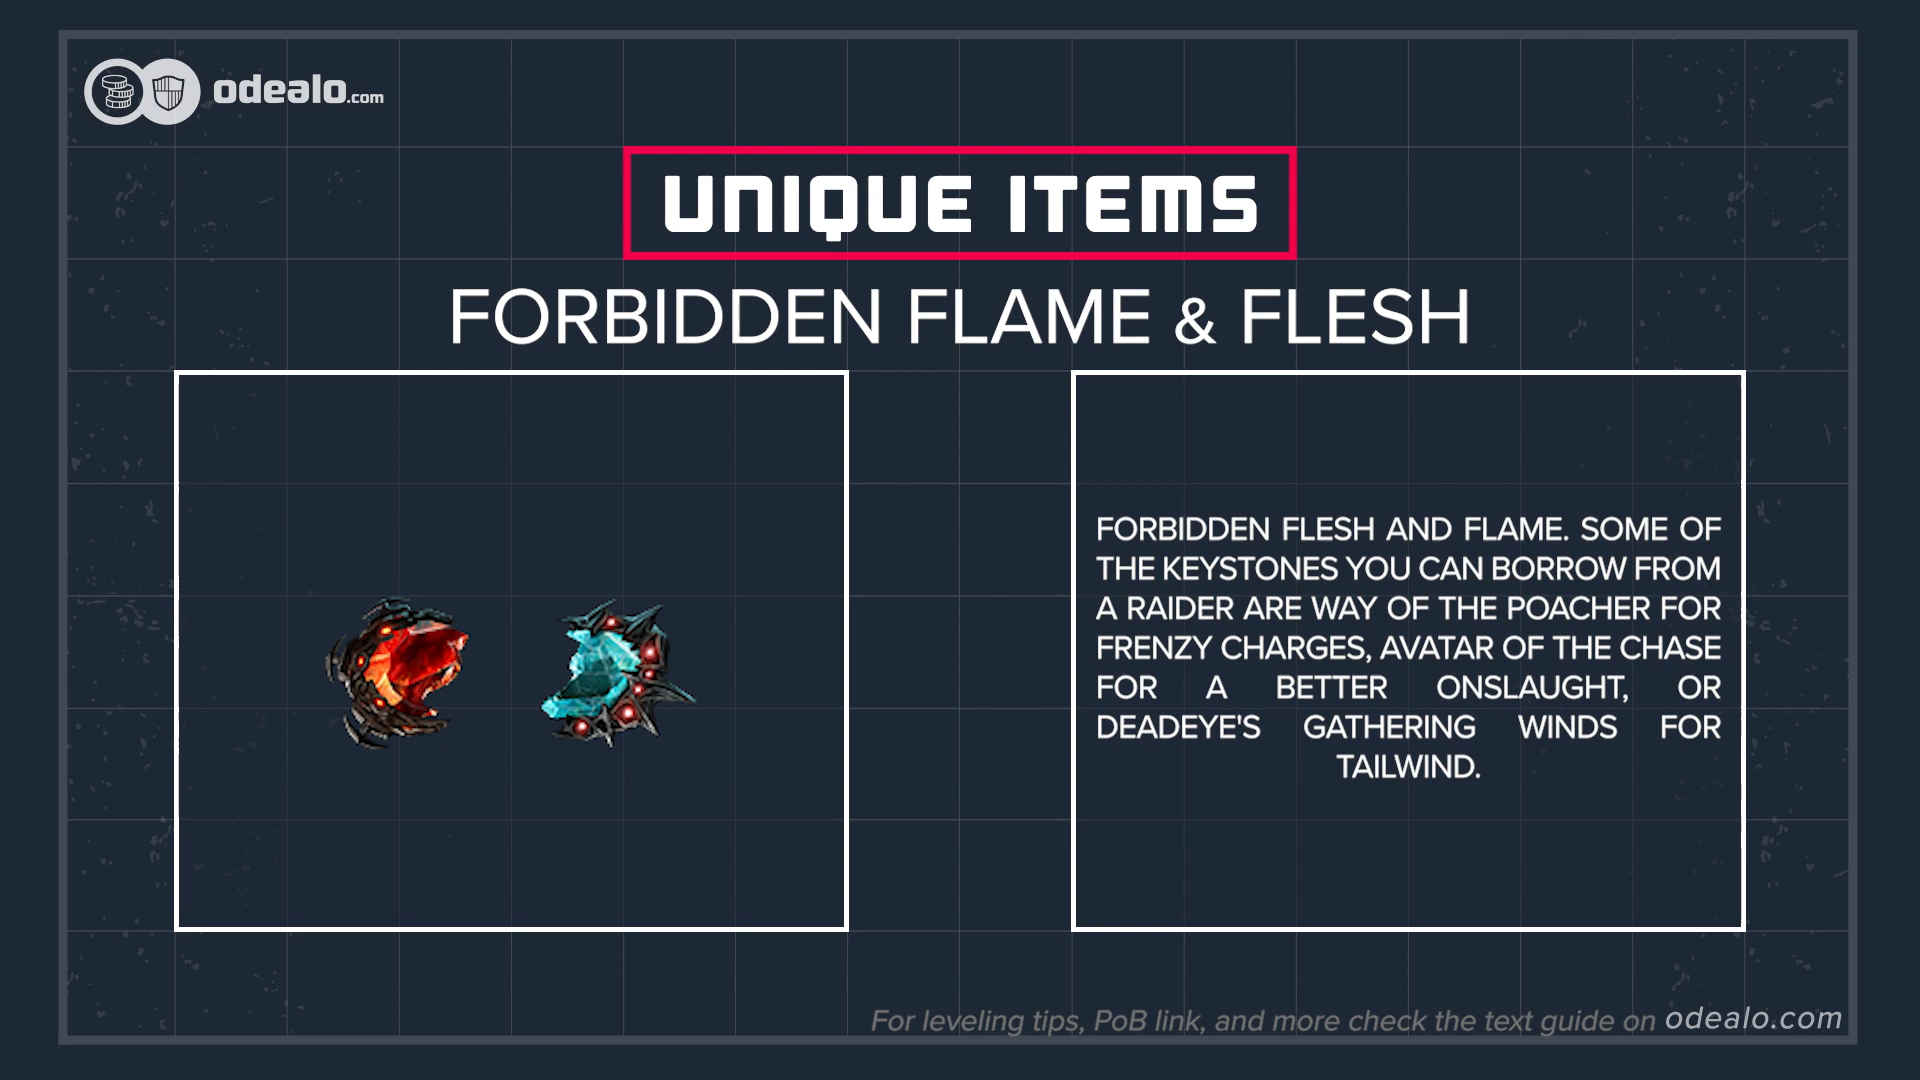 odealo.com
UNIQUE ITEMS
FORBIDDEN FLAME & FLESH
FORBIDDEN FLESH AND FLAME. SOME OF
THE KEYSTONES YOU CAN BORROW FROM
A RAIDER ARE WAY OF THE POACHER FOR
FRENZY CHARGES, AVATAR OF THE CHASE
FOR A BETTER ONSLAUGHT, OR
DEADEYE'S GATHERING WINDS FOR
TAILWIND.
For leveling tips, PoB link, and more check the text guide on odealo.com